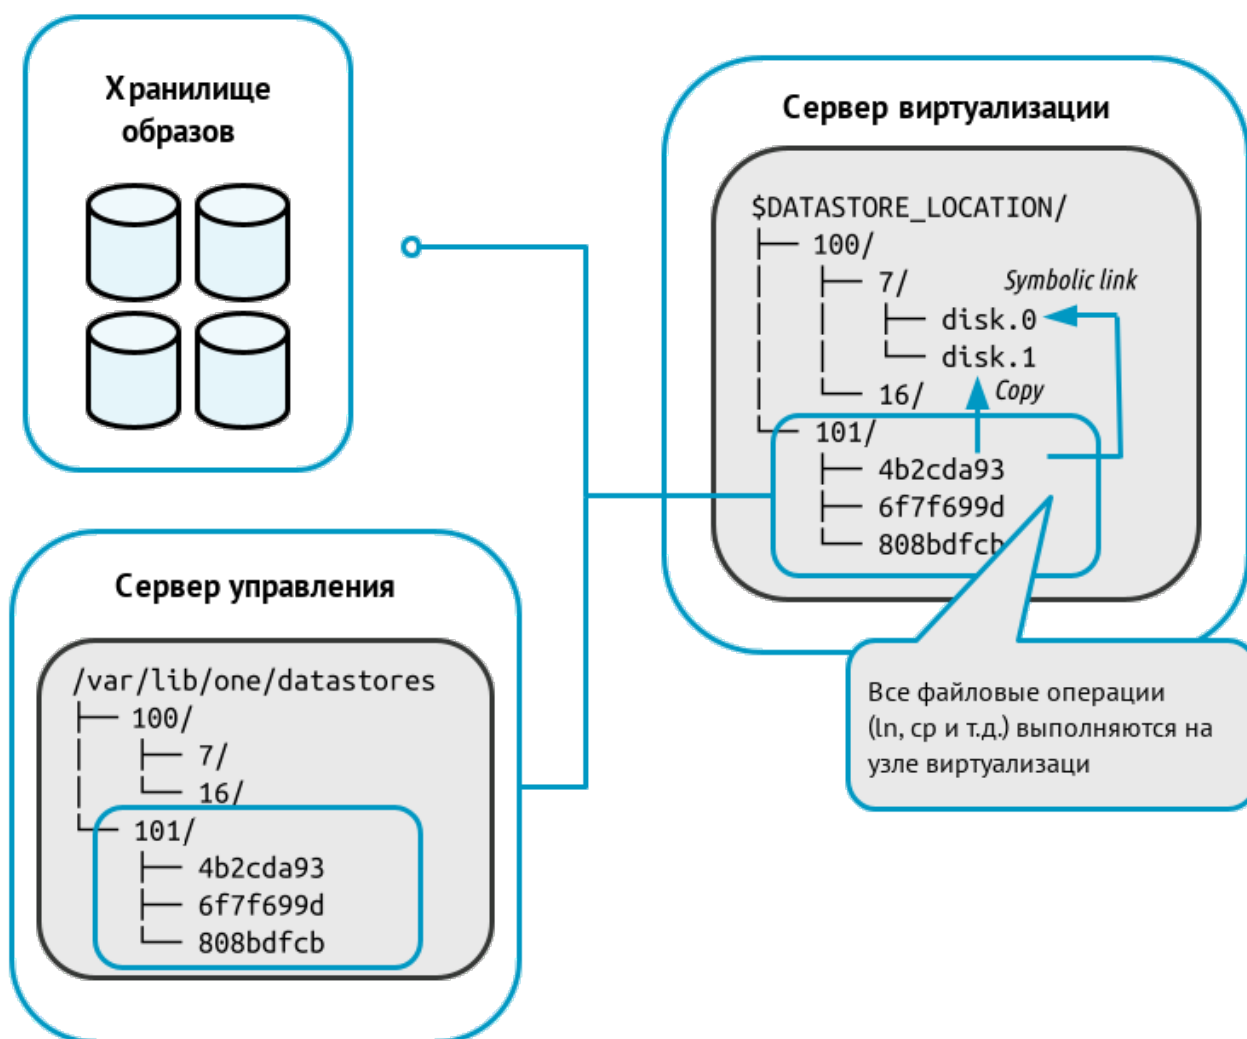 Хранилище
образов
Сервер виртуализации
$DATASTORE_LOCATION/
100/
7/
Symbolic link
disk.0
disk.1
16/
Copy
101/
4b2cda93
6f7f699d
808bdfcb
Все файловые операции
(ln, cp и т.д.) выполняются на
узле виртуализаци
Сервер управления
/var/lib/one/datastores
100/
7/
16/
101/
4b2cda93
6f7f699d
808bdfcb